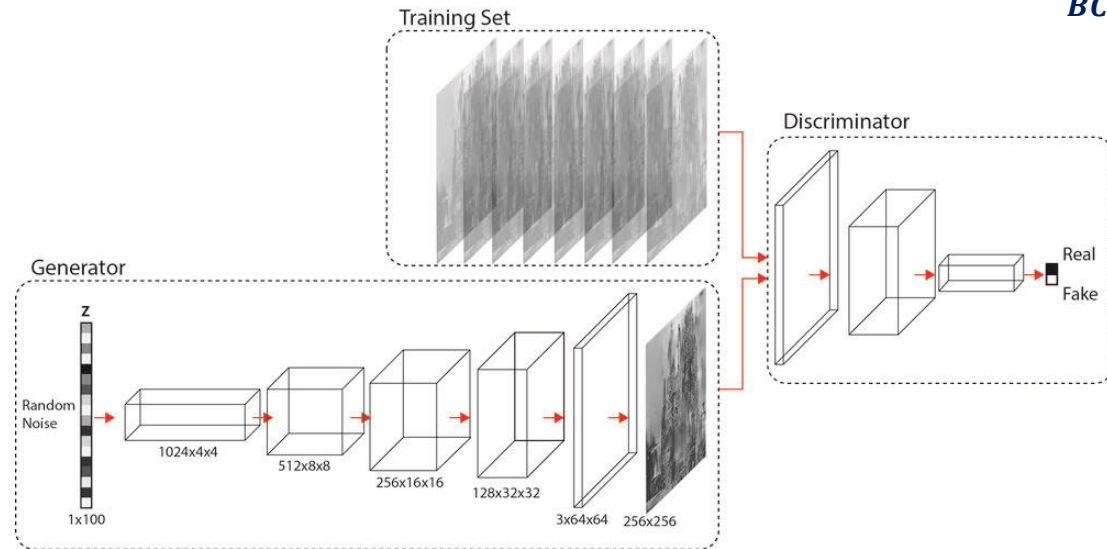 BC
Training Set
Discriminator
Real
Fake
Generator
Z
Random
Noise
1x100
1024x4x4
512x8x8
256x16x16
128x32x32
3x64x64
256x256